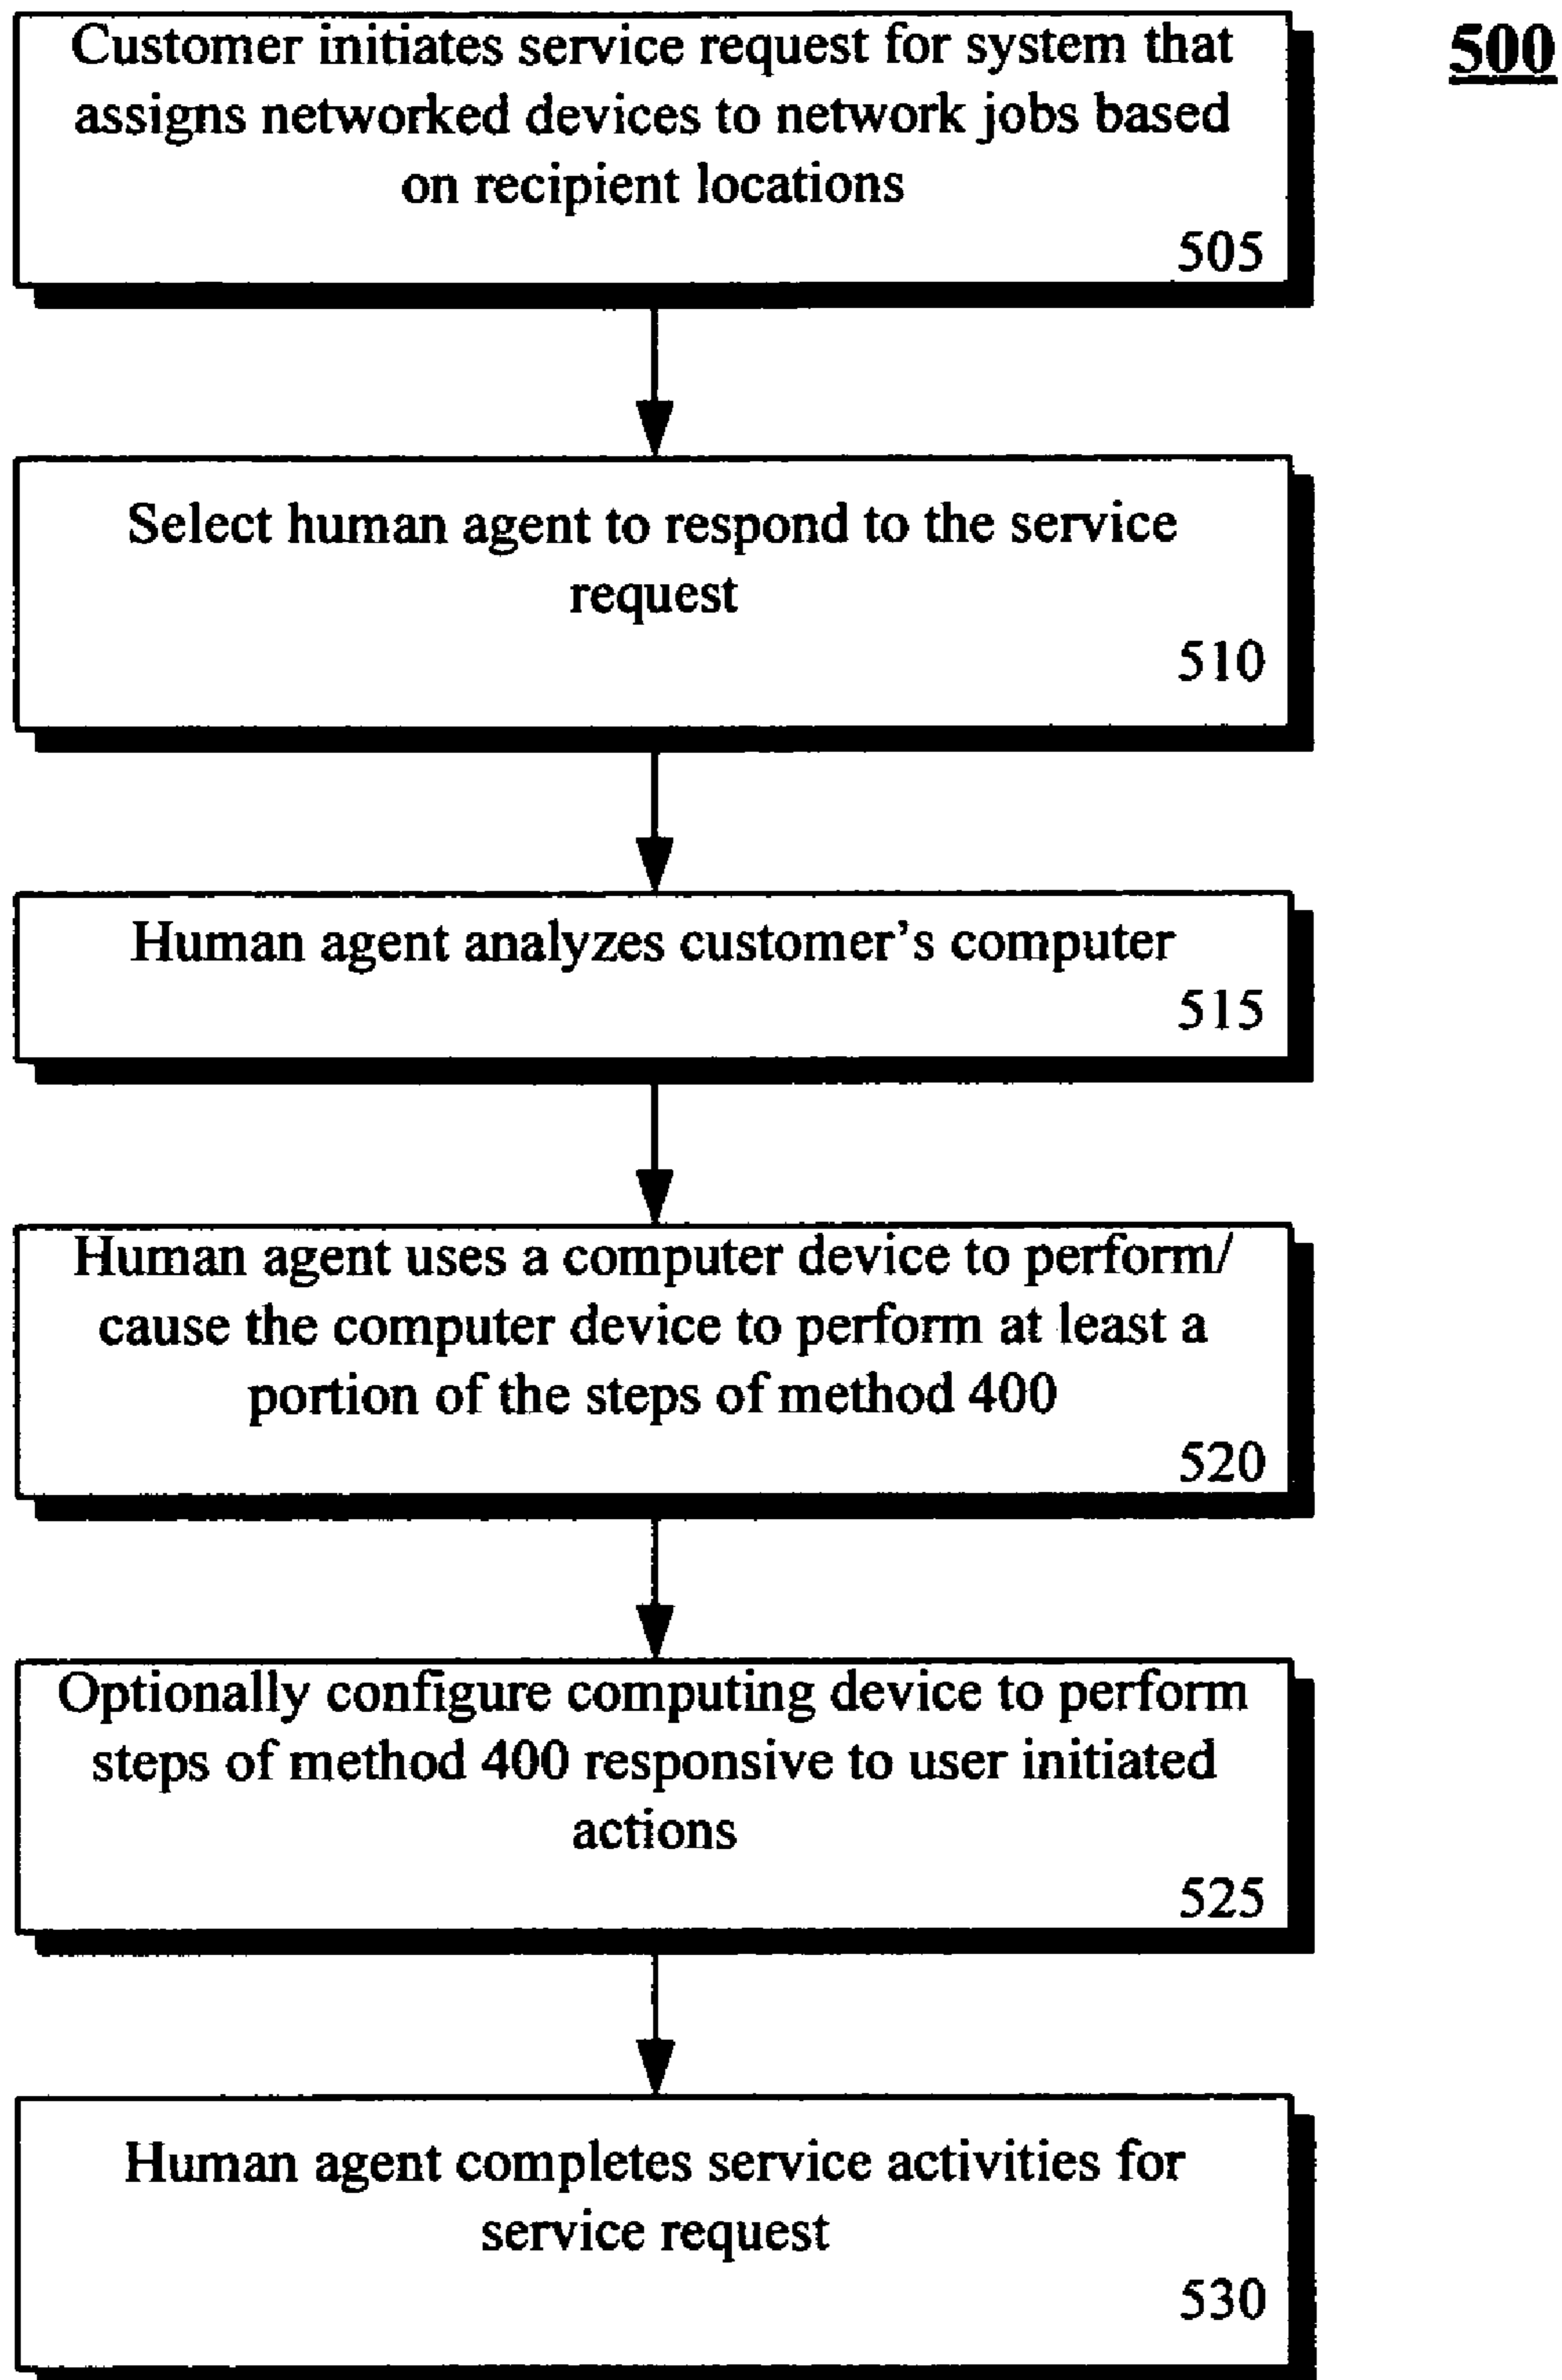 500
Customer initiates service request for system that
assigns networked devices to network jobs based
on recipient locations
505
Select human agent to respond to the service
request
510
Human agent analyzes customer's computer
515
Human agent uses a computer device to perform/
cause the computer device to perform at least a
portion of the steps of method 400
520
Optionally configure computing device to perform
steps of method 400 responsive to user initiated
actions
525
Human agent completes service activities for
service request
530